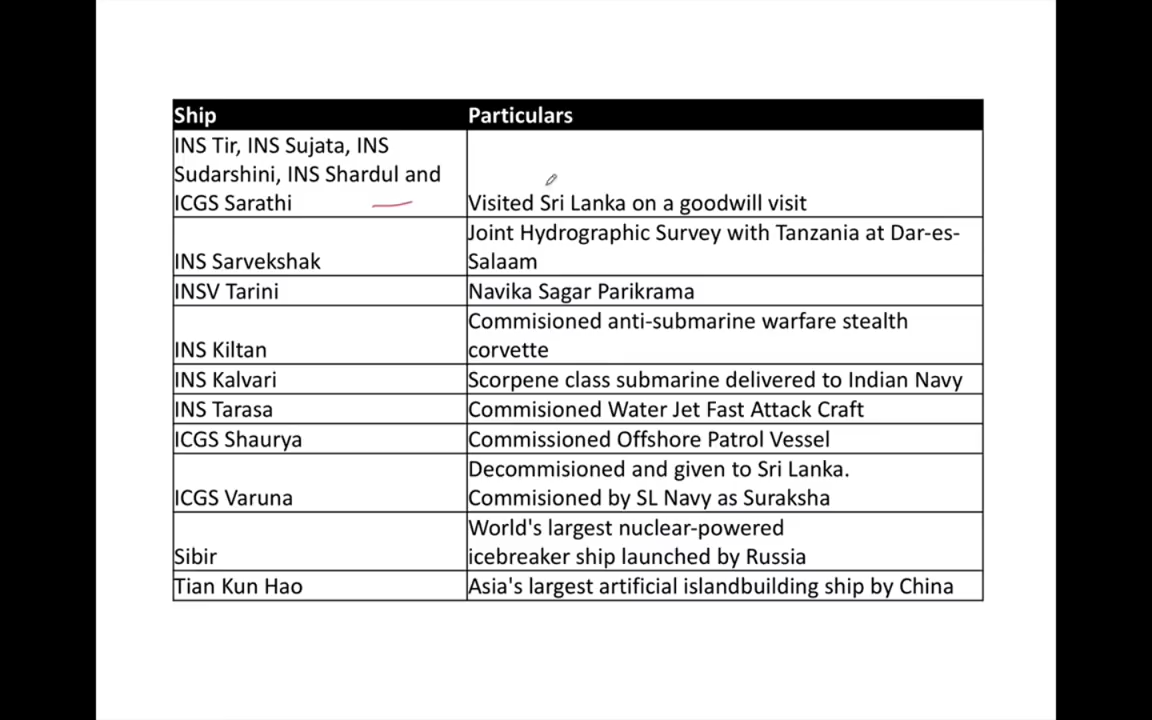 Ship Particulars
INS Tir, INS Sujata, INS
Sudarshini, INS Shardul and
ICGS Sarathi Visited Sri Lanka on a goodwill visit
Joint Hydrographic Survey with Tanzania at Dar-es-
INS Sarvekshak Salaam
INSV Tarini Navika Sagar Parikrama
Commisioned anti-submarine warfare stealth
INS Kiltan corvette
INS Kalvari Scorpene class submarine delivered to Indian Navy
INS Tarasa Commisioned Water Jet Fast Attack Craft
ICGS Shaurya Commissioned Offshore Patrol Vessel
Decommisioned and given to Sri Lanka.
ICGS Varuna Commisioned by SL Navy as Suraksha
World's largest nuclear-powered
Sibir icebreaker ship launched by Russia
Tian Kun Hao Asia's largest artificial islandbuilding ship by China